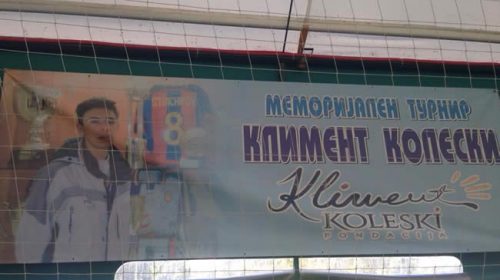 МЕМОРИЈАЛЕН ТУРНИР
КЛИМЕНТ КОЛЕСКИ
Kliment
KOLESKI
FONDACIJA
8